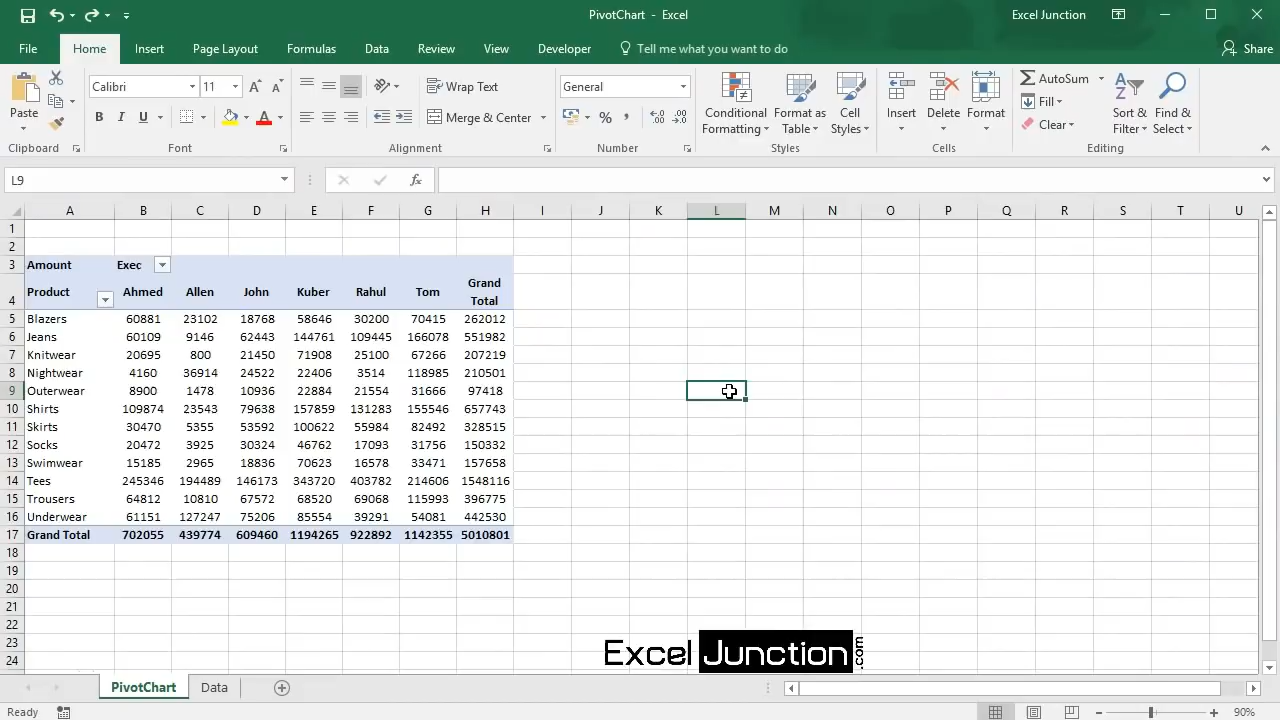 PivotChart - Excel
Excel Junction
File Home Insert Page Layout Formulas Data Review View Developer Tell me what you want to do Share
Calibri 11 Wrap Text General AutoSum
Paste B I U Merge & Center % , Conditional Formatting Format as Table Cell Styles Insert Delete Format Fill Clear Sort & Filter Find & Select
Clipboard Font Alignment Number Styles Cells Editing
L9 fx
A B C D E F G H I J K L M N O P Q R S T U
1
2
3 Amount Exec
4 Product Ahmed Allen John Kuber Rahul Tom Grand Total
5 Blazers 60881 23102 18768 58646 30200 70415 262012
6 Jeans 60109 9146 62443 144761 109445 166078 551982
7 Knitwear 20695 800 21450 71908 25100 67266 207219
8 Nightwear 4160 36914 24522 22406 3514 118985 210501
9 Outerwear 8900 1478 10936 22884 21554 31666 97418
10 Shirts 109874 23543 79638 157859 131283 155546 657743
11 Skirts 30470 5355 53592 100622 55984 82492 328515
12 Socks 20472 3925 30324 46762 17093 31756 150332
13 Swimwear 15185 2965 18836 70623 16578 33471 157658
14 Tees 245346 194489 146173 343720 403782 214606 1548116
15 Trousers 64812 10810 67572 68520 69068 115993 396775
16 Underwear 61151 127247 75206 85554 39291 54081 442530
17 Grand Total 702055 439774 609460 1194265 922892 1142355 5010801
18
19
20
21
22
23
24
Excel Junction.com
PivotChart Data
Ready 90%